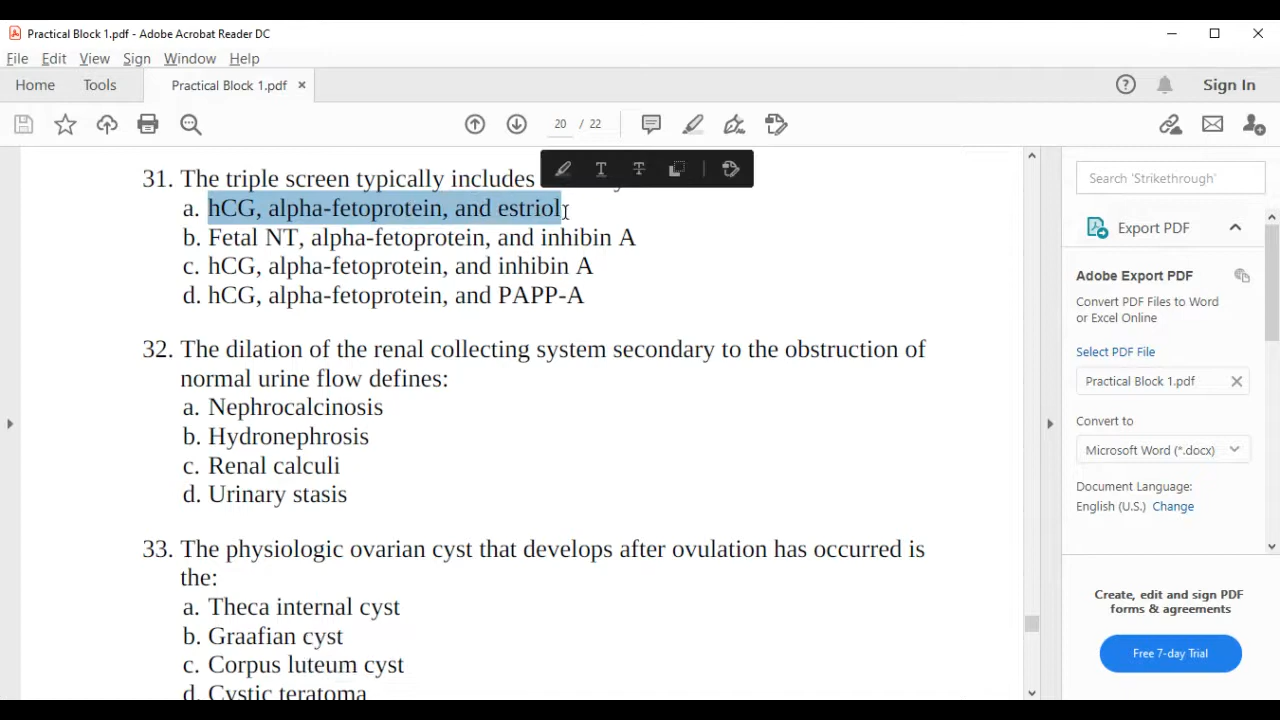 Practical Block 1.pdf - Adobe Acrobat Reader DC
File Edit View Sign Window Help
Home Tools Practical Block 1.pdf × Sign In
20 / 22
31. The triple screen typically includes
a. hCG, alpha-fetoprotein, and estriol
b. Fetal NT, alpha-fetoprotein, and inhibin A
c. hCG, alpha-fetoprotein, and inhibin A
d. hCG, alpha-fetoprotein, and PAPP-A
32. The dilation of the renal collecting system secondary to the obstruction of
normal urine flow defines:
a. Nephrocalcinosis
b. Hydronephrosis
c. Renal calculi
d. Urinary stasis
33. The physiologic ovarian cyst that develops after ovulation has occurred is
the:
a. Theca internal cyst
b. Graafian cyst
c. Corpus luteum cyst
d. Cystic teratoma
Search 'Strikethrough'
Export PDF
Adobe Export PDF
Convert PDF Files to Word
or Excel Online
Select PDF File
Practical Block 1.pdf
Convert to
Microsoft Word (*.docx)
Document Language:
English (U.S.) Change
Create, edit and sign PDF
forms & agreements
Free 7-day Trial